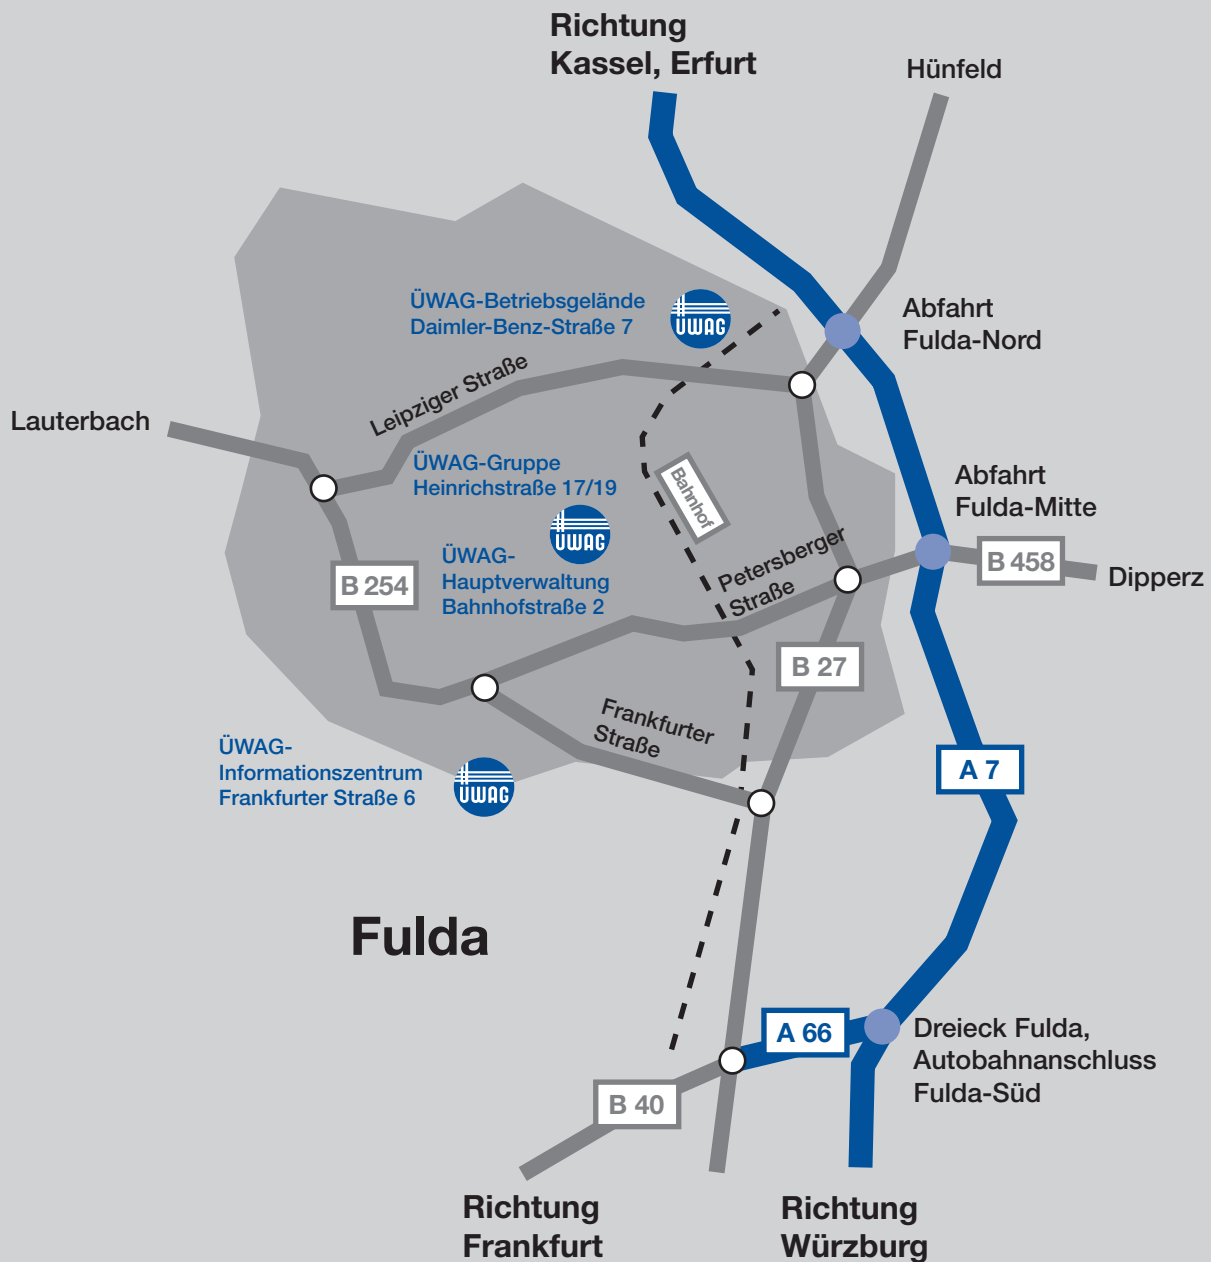 Richtung
Kassel, Erfurt
Hünfeld
ÜWAG-Betriebsgelände
Daimler-Benz-Straße 7
ÜWAG
Abfahrt
Fulda-Nord
Leipziger Straße
Lauterbach
ÜWAG-Gruppe
Heinrichstraße 17/19
Bahnhof
Abfahrt
Fulda-Mitte
ÜWAG
ÜWAG-
Hauptverwaltung
Bahnhofstraße 2
Petersberger
Straße
B 458
Dipperz
B 254
B 27
Frankfurter
Straße
ÜWAG-
Informationszentrum
Frankfurter Straße 6
ÜWAG
A 7
Fulda
A 66
Dreieck Fulda,
Autobahnanschluss
Fulda-Süd
B 40
Richtung
Frankfurt
Richtung
Würzburg